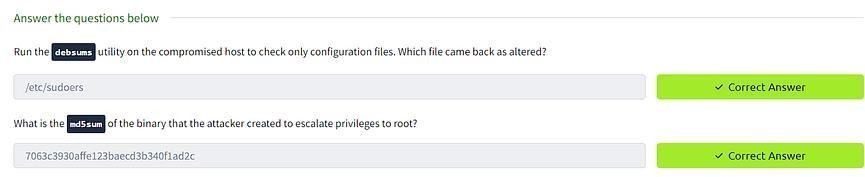 Answer the questions below
Run the debsums utility on the compromised host to check only configuration files. Which file came back as altered?
/etc/sudoers
✓ Correct Answer
What is the md5sum of the binary that the attacker created to escalate privileges to root?
7063c3930affe123baecd3b340f1ad2c
✓ Correct Answer